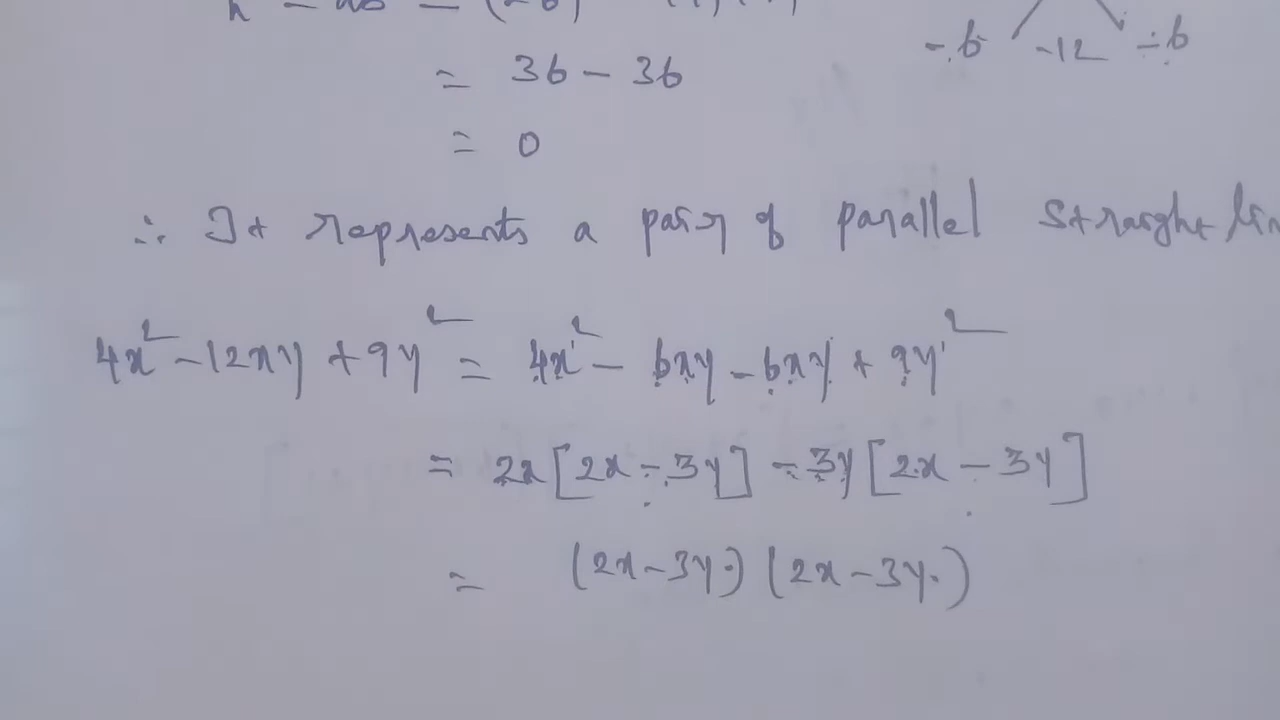 -6 -12 -6
= 36 - 36
= 0
∴ It represents a pair of parallel straight
4x² - 12xy + 9y² = 4x² - 6xy - 6xy + 9y²
= 2x[2x - 3y] - 3y[2x - 3y]
= (2x - 3y.) (2x - 3y.)